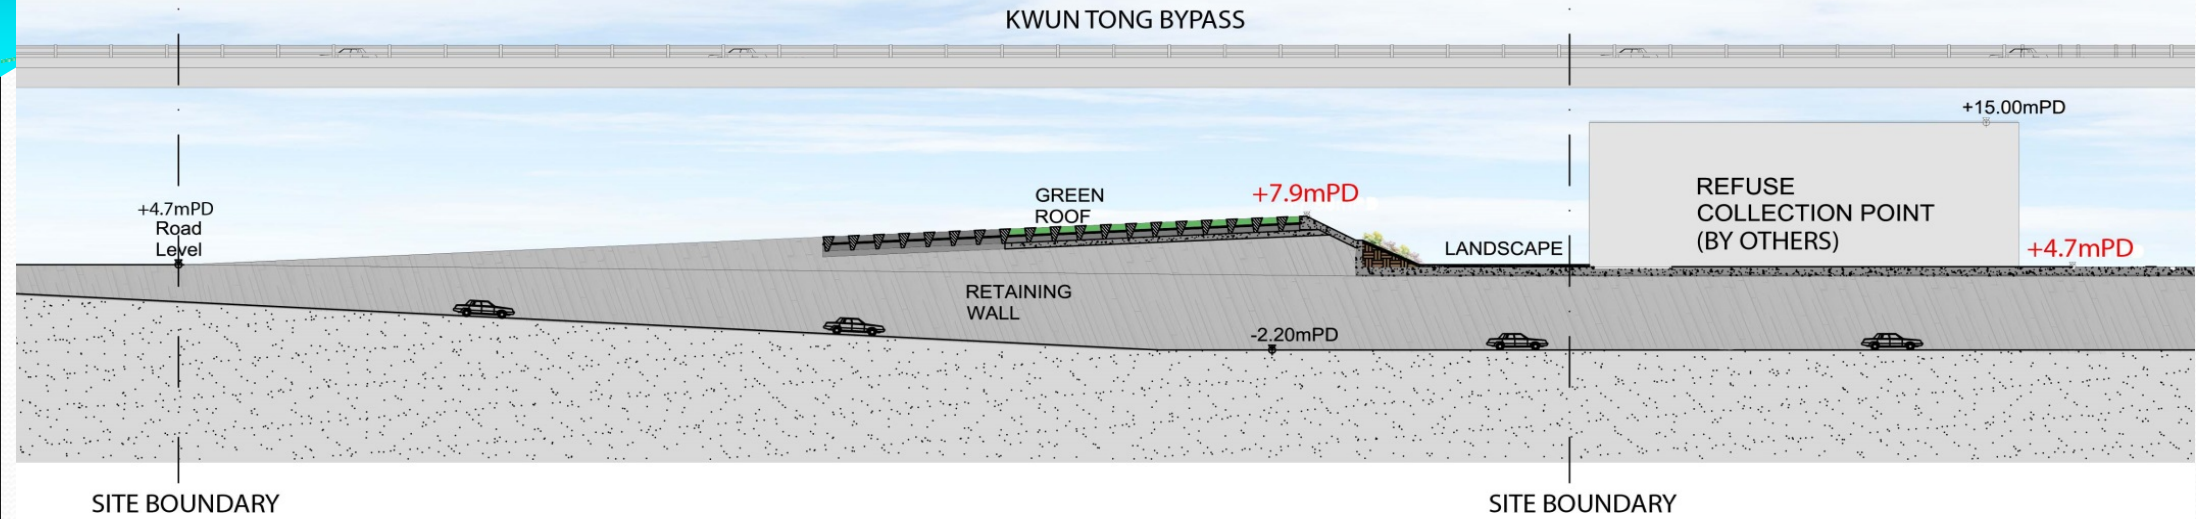 KWUN TONG BYPASS
+15.00mPD
+4.7mPD
Road
Level
GREEN
ROOF
+7.9mPD
LANDSCAPE
REFUSE
COLLECTION POINT
(BY OTHERS)
+4.7mPD
RETAINING
WALL
-2.20mPD
SITE BOUNDARY
SITE BOUNDARY